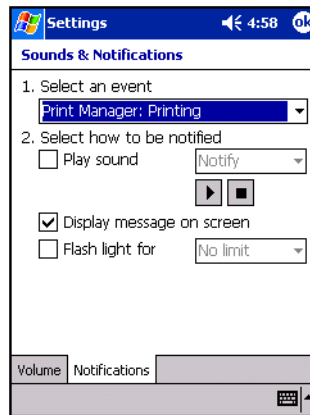 Settings 4:58 ok
Sounds & Notifications
1. Select an event
Print Manager: Printing
2. Select how to be notified
Play sound Notify
Display message on screen
Flash light for No limit
Volume Notifications